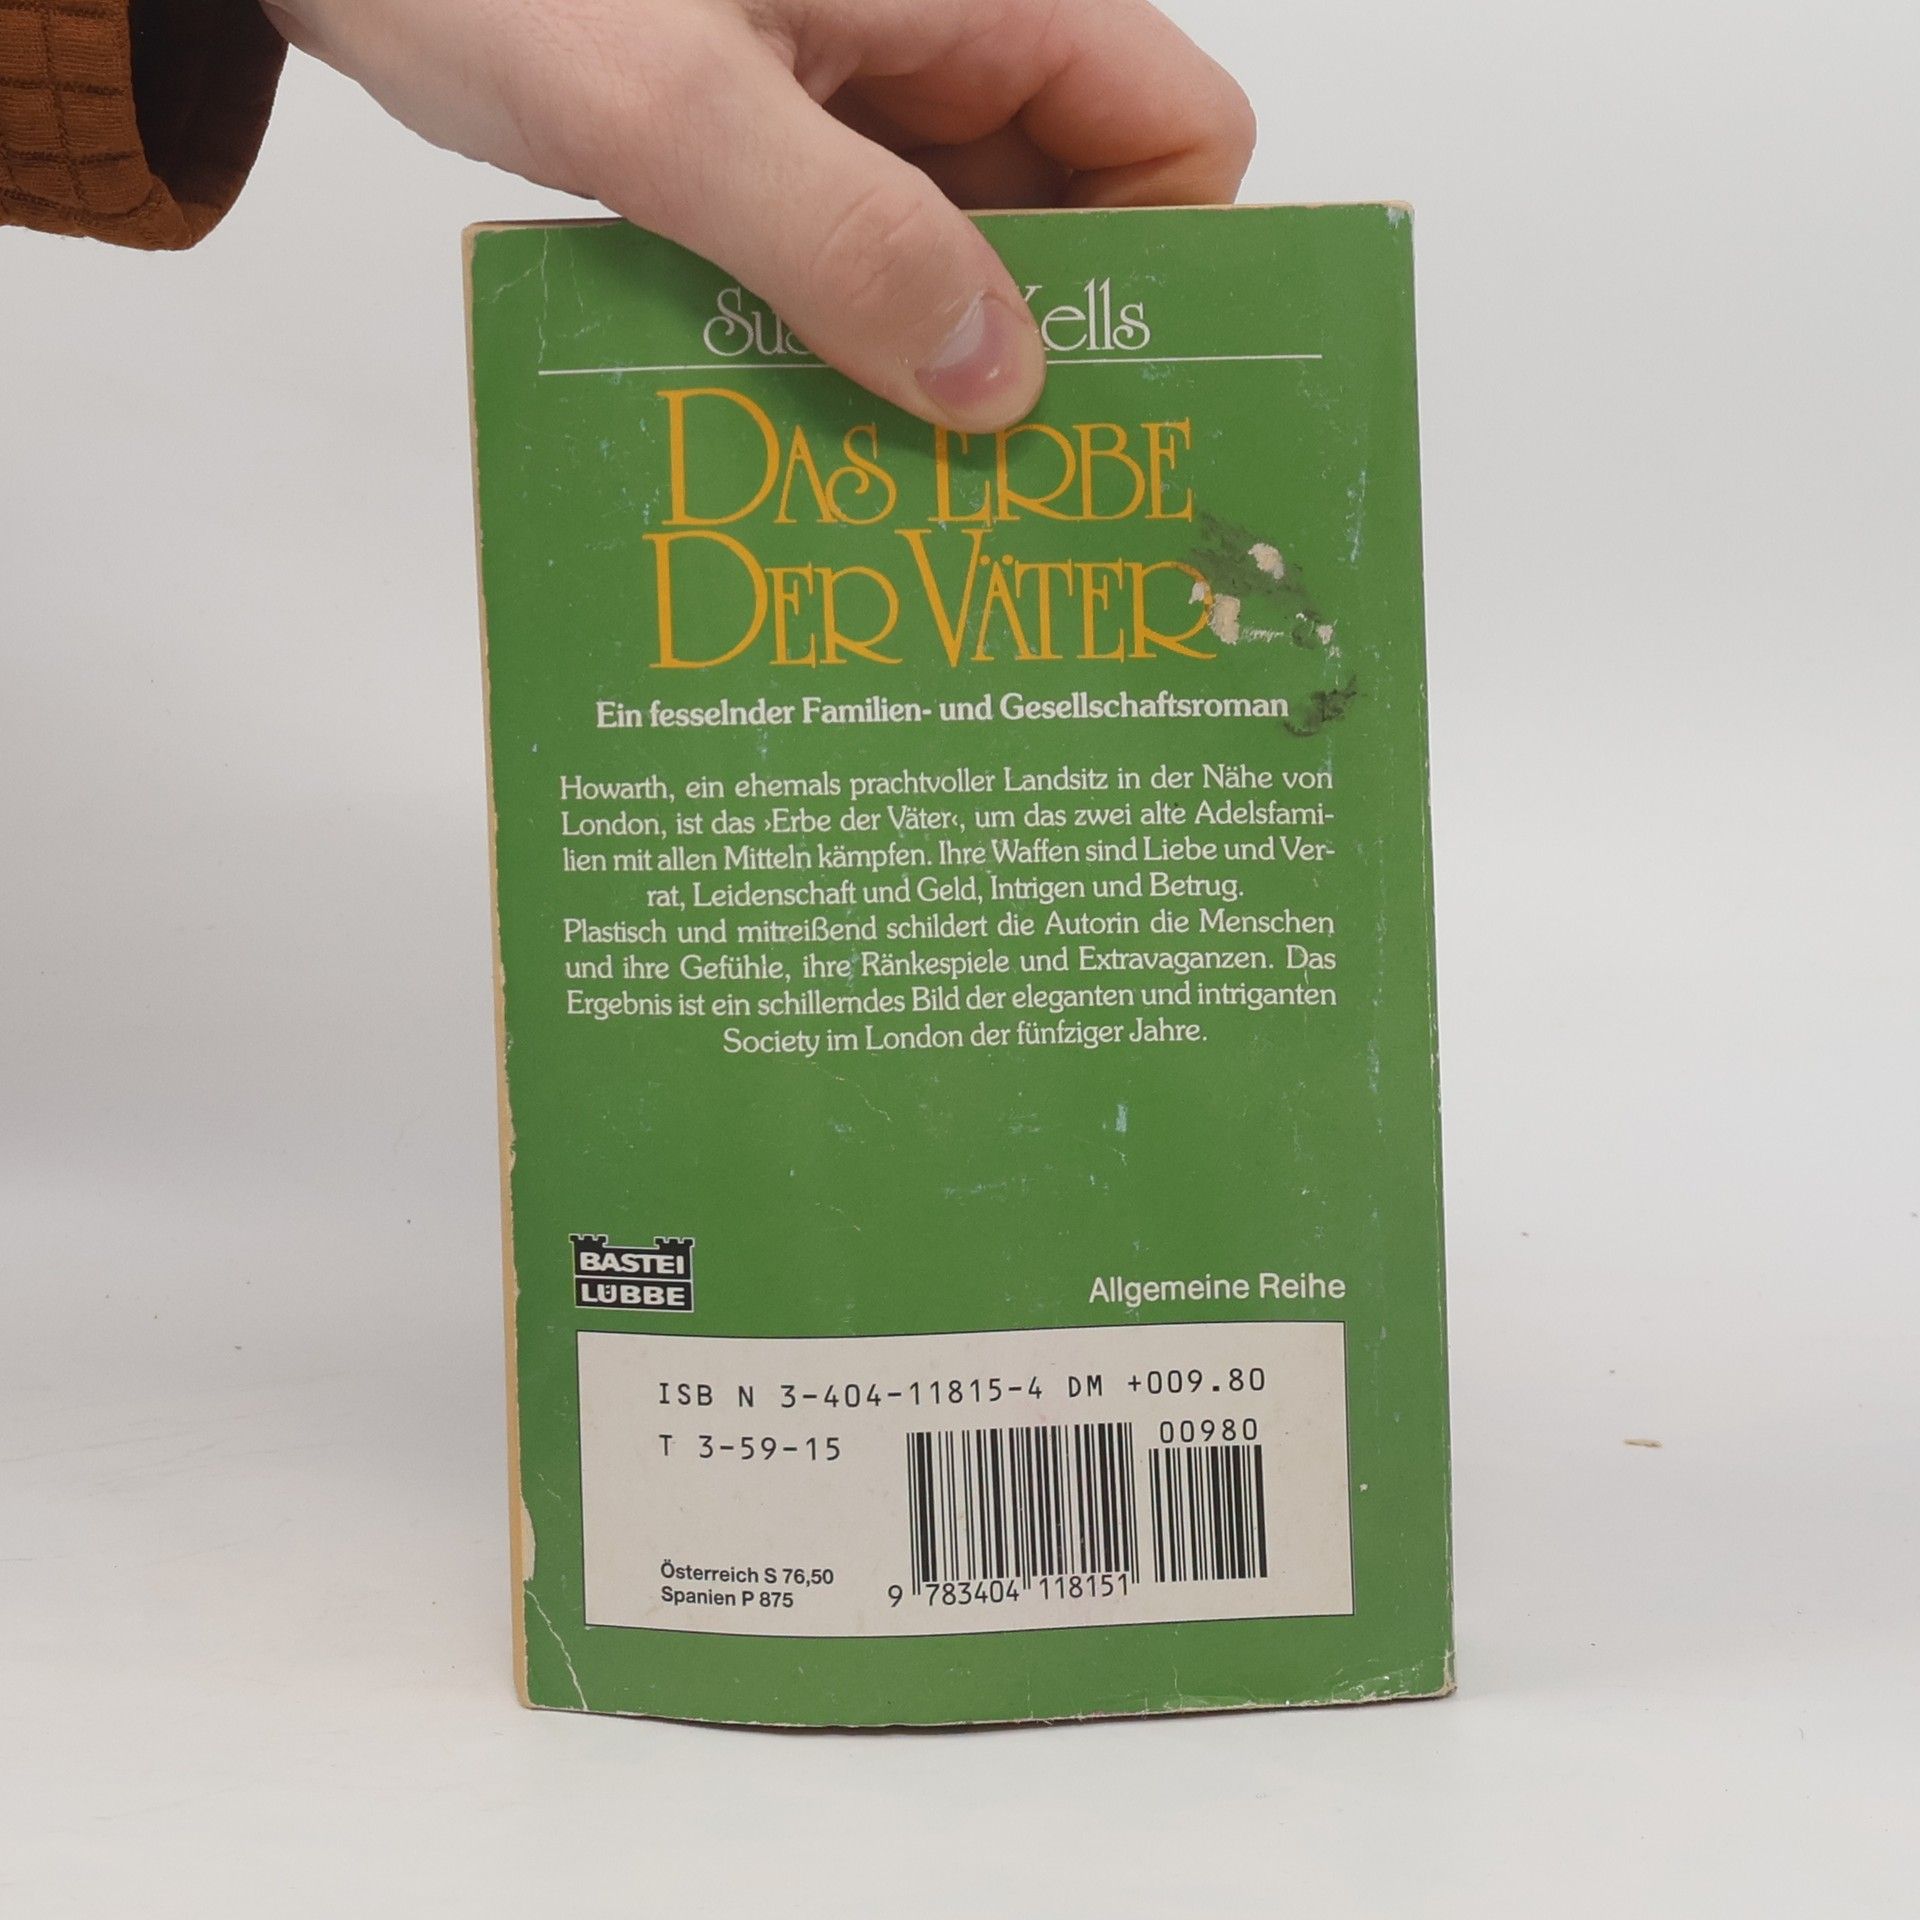 DAS ERBE
DER VÄTER
Ein fesselnder Familien- und Gesellschaftsroman
Howarth, ein ehemals prachtvoller Landsitz in der Nähe von
London, ist das ›Erbe der Väter‹, um das zwei alte Adelsfami-
lien mit allen Mitteln kämpfen. Ihre Waffen sind Liebe und Ver-
rat, Leidenschaft und Geld, Intrigen und Betrug.
Plastisch und mitreißend schildert die Autorin die Menschen
und ihre Gefühle, ihre Ränkespiele und Extravaganzen. Das
Ergebnis ist ein schillerndes Bild der eleganten und intriganten
Society im London der fünfziger Jahre.
BASTEI
LÜBBE
Allgemeine Reihe
ISB N 3-404-11815-4 DM +009.80
T 3-59-15
00980
Österreich S 76,50
Spanien P 875
9 783404 118151